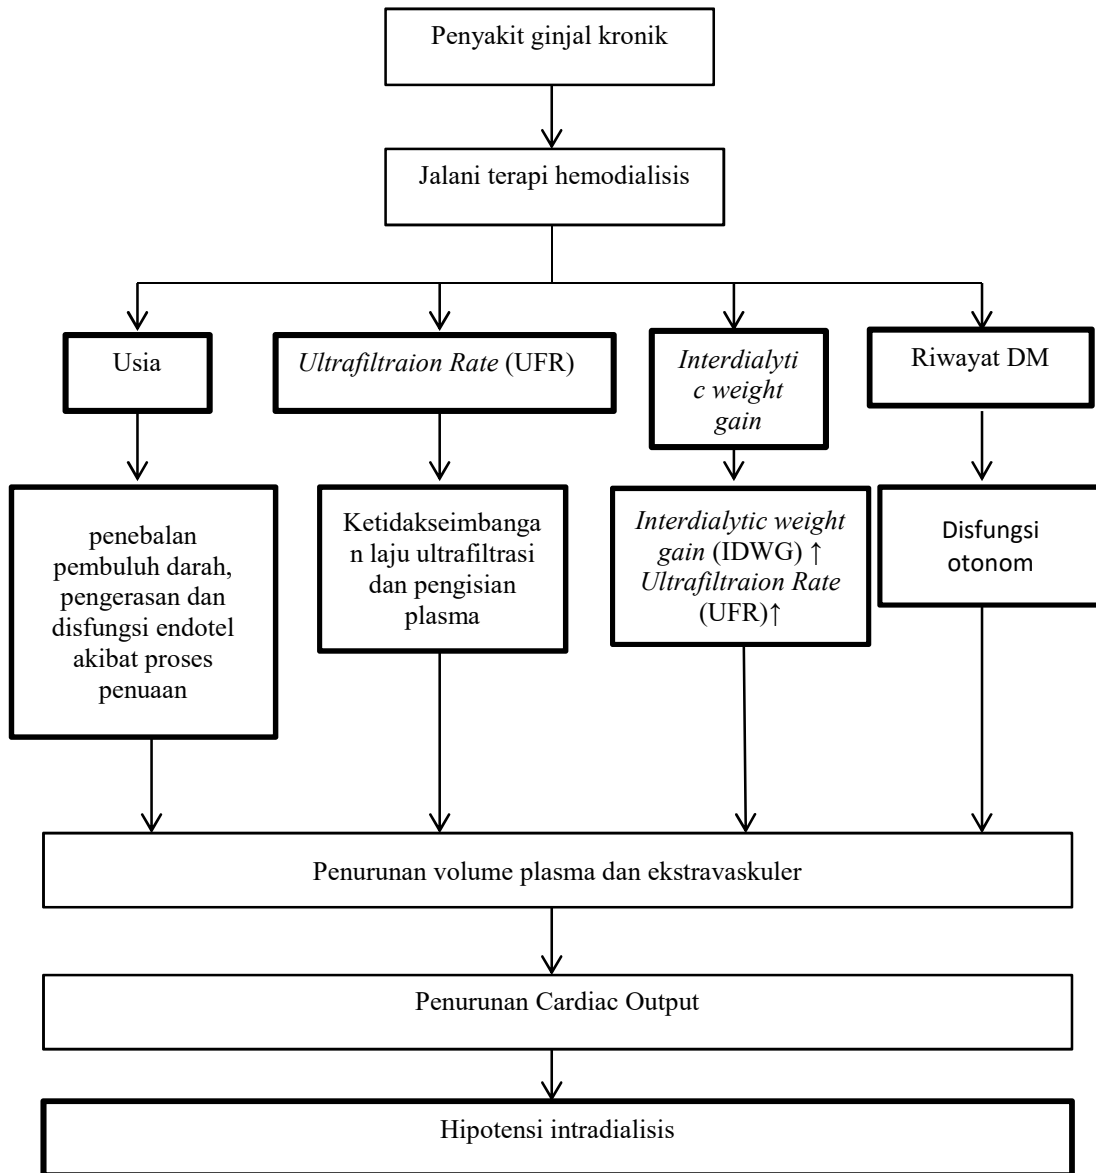 Penyakit ginjal kronik
Jalani terapi hemodialisis
Usia
Ultrafiltraion Rate (UFR)
Interdialyti
c weight
gain
Riwayat DM
penebalan
pembuluh darah,
pengerasan dan
disfungsi endotel
akibat proses
penuaan
Ketidakseimbanga
n laju ultrafiltrasi
dan pengisian
plasma
Interdialytic weight
gain (IDWG) ↑
Ultrafiltraion Rate
(UFR)↑
Disfungsi
otonom
Penurunan volume plasma dan ekstravaskuler
Penurunan Cardiac Output
Hipotensi intradialisis